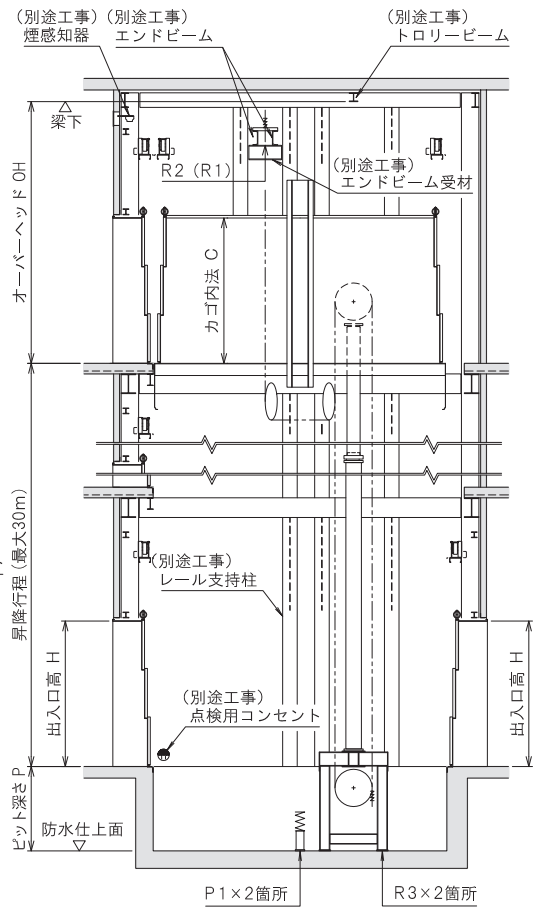 (別途工事)
煙感知器
(別途工事)
エンドビーム
(別途工事)
トロリービーム
梁下
R2 (R1)
(別途工事)
エンドビーム受材
オーバーヘッド OH
カゴ内法 C
昇降行程 (最大30m)
(別途工事)
レール支持柱
出入口高 H
出入口高 H
(別途工事)
点検用コンセント
ピット深さ P
防水仕上面
P1×2箇所
R3×2箇所